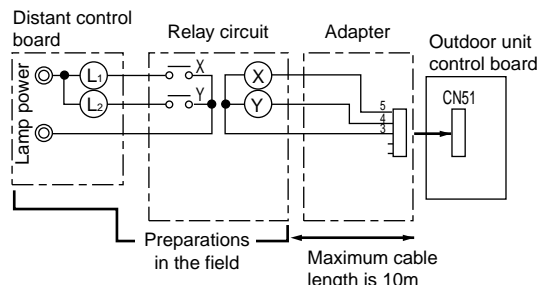 Distant control
board
Relay circuit
Adapter
Outdoor unit
control board
Lamp power
L1
L2
X
Y
X
Y
5
4
3
CN51
Preparations
in the field
Maximum cable
length is 10m